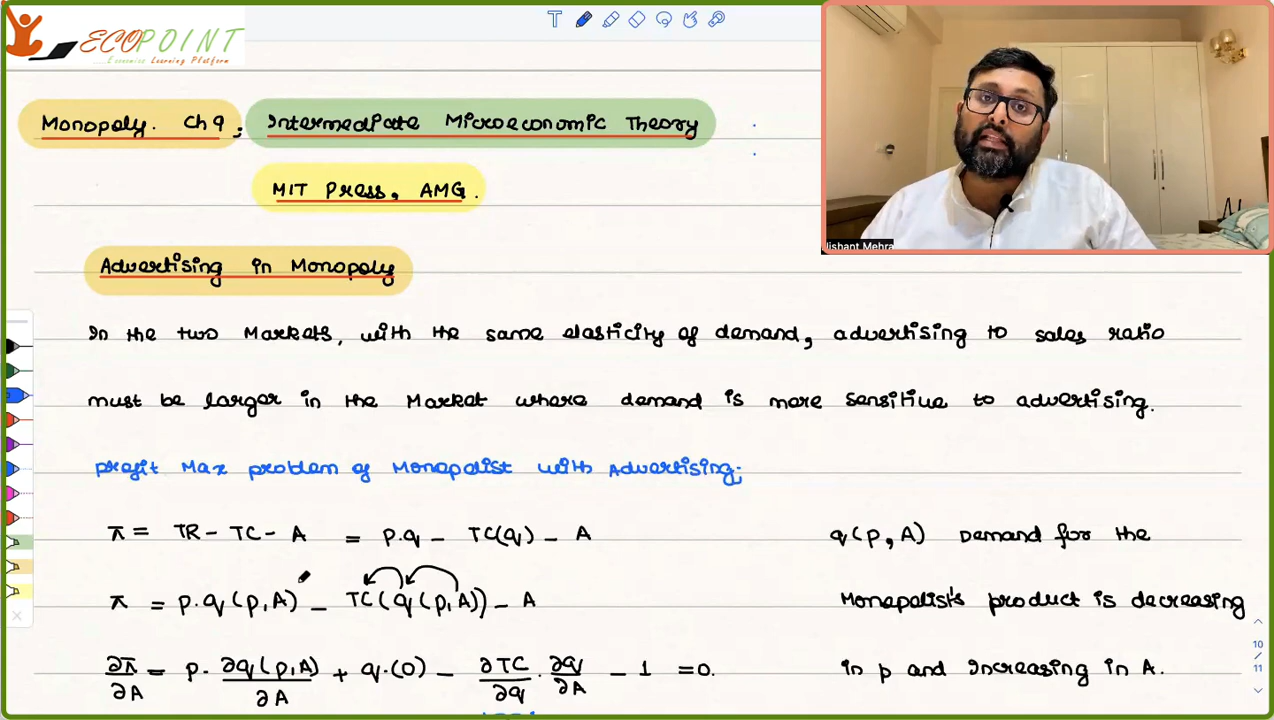 ECOPOINT
Economics Learning Platform
Monopoly. Ch 9; Intermediate Microeconomic Theory
MIT Press, AMG.
Advertising in Monopoly
In the two Markets, with the same elasticity of demand, advertising to sales ratio
must be larger in the Market where demand is more sensitive to advertising.
Profit Max problem of Monopolist with Advertising;
π = TR - TC - A = p.q - TC(q) - A
q(p, A) Demand for the
π = p.q(p,A) - TC(q(p,A)) - A
Monopolist's product is decreasing
∂π/∂A = p. ∂q(p,A)/∂A + q.(0) - ∂TC/∂q . ∂q/∂A - 1 = 0.
in p and Increasing in A.
Nishant Mehra
10
/
11